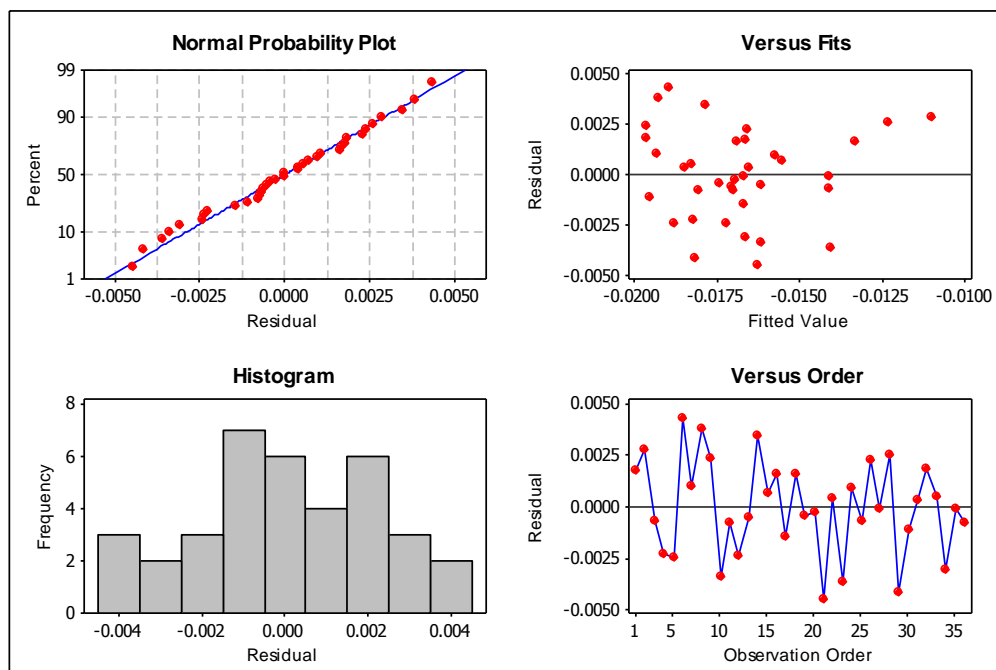 Normal Probability Plot
99
90
50
10
1
Percent
-0.0050 -0.0025 0.0000 0.0025 0.0050
Residual
Versus Fits
0.0050
0.0025
0.0000
-0.0025
-0.0050
Residual
-0.0200 -0.0175 -0.0150 -0.0125 -0.0100
Fitted Value
Histogram
8
6
4
2
0
Frequency
-0.004 -0.002 0.000 0.002 0.004
Residual
Versus Order
0.0050
0.0025
0.0000
-0.0025
-0.0050
Residual
1 5 10 15 20 25 30 35
Observation Order